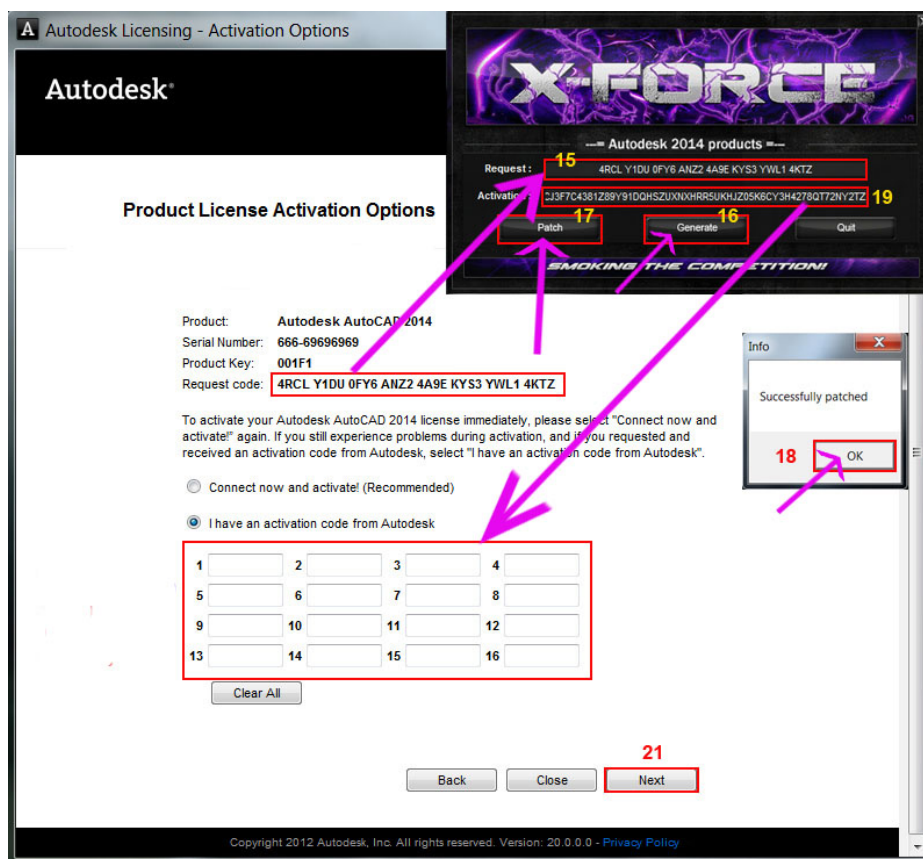 Autodesk Licensing - Activation Options
Autodesk
X-FORCE
---= Autodesk 2014 products =---
Request :
15
4RCL Y1DU 0FY6 ANZ2 4A9E KYS3 YWL1 4KTZ
19
17
16
Patch
Generate
Quit
SMOKING THE COMPETITION!
Product License Activation Options
Product: Autodesk AutoCAD 2014
Serial Number: 666-69696969
Product Key: 001F1
Request code: 4RCL Y1DU 0FY6 ANZ2 4A9E KYS3 YWL1 4KTZ
To activate your Autodesk AutoCAD 2014 license immediately, please select "Connect now and
activate!" again. If you still experience problems during activation, and if you requested and
received an activation code from Autodesk, select "I have an activation code from Autodesk".
Info
X
Successfully patched
18
OK
Connect now and activate! (Recommended)
I have an activation code from Autodesk
1 2 3 4
5 6 7 8
9 10 11 12
13 14 15 16
Clear All
21
Back Close Next
Copyright 2012 Autodesk, Inc. All rights reserved. Version: 20.0.0.0 - Privacy Policy